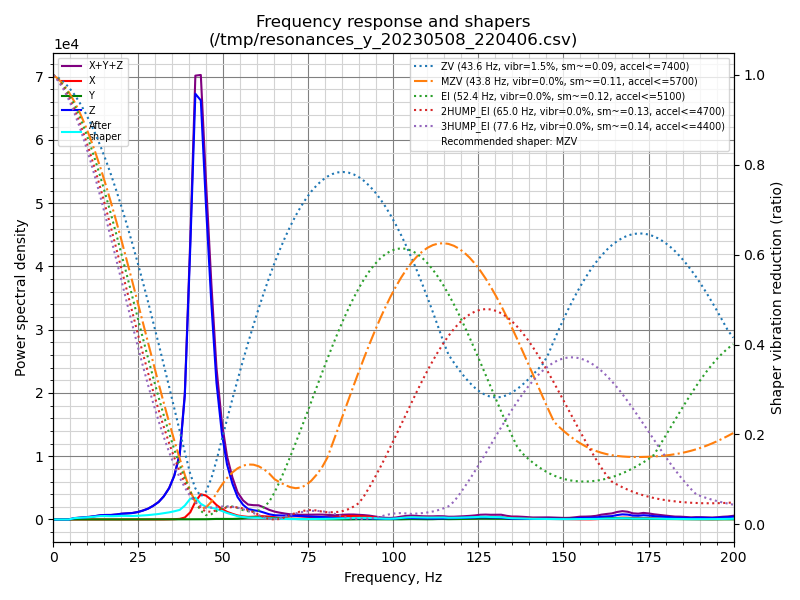 Frequency response and shapers
(/tmp/resonances_y_20230508_220406.csv)
1e4
X+Y+Z
X
Y
Z
After
shaper
ZV (43.6 Hz, vibr=1.5%, sm~=0.09, accel<=7400)
MZV (43.8 Hz, vibr=0.0%, sm~=0.11, accel<=5700)
EI (52.4 Hz, vibr=0.0%, sm~=0.12, accel<=5100)
2HUMP_EI (65.0 Hz, vibr=0.0%, sm~=0.13, accel<=4700)
3HUMP_EI (77.6 Hz, vibr=0.0%, sm~=0.14, accel<=4400)
Recommended shaper: MZV
Power spectral density
7
6
5
4
3
2
1
0
1.0
0.8
0.6
0.4
0.2
0.0
Shaper vibration reduction (ratio)
0 25 50 75 100 125 150 175 200
Frequency, Hz